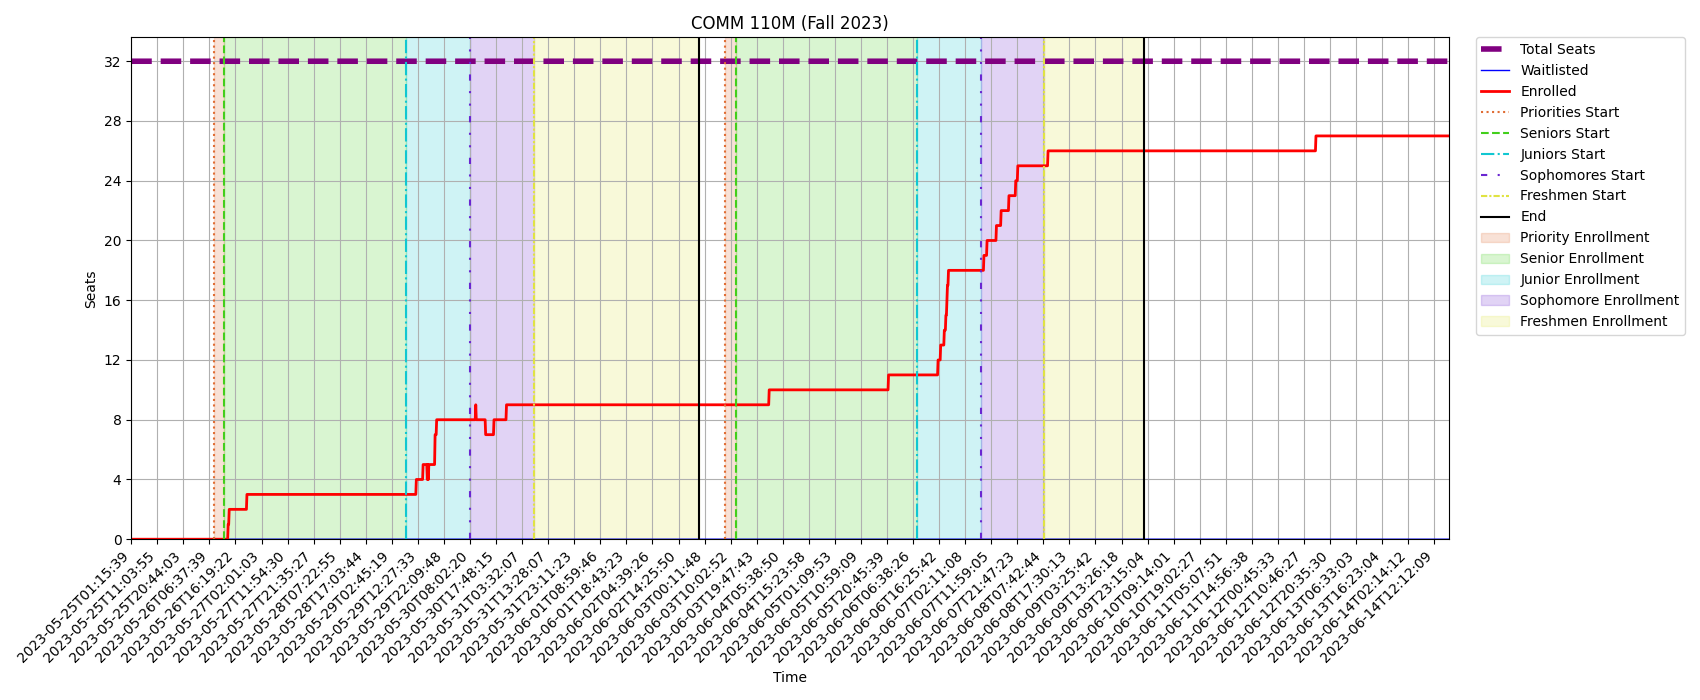 COMM 110M (Fall 2023)
Total Seats
Waitlisted
Enrolled
Priorities Start
Seniors Start
Juniors Start
Sophomores Start
Freshmen Start
End
Priority Enrollment
Senior Enrollment
Junior Enrollment
Sophomore Enrollment
Freshmen Enrollment
Seats
32
28
24
20
16
12
8
4
0
2023-05-25T01:15:39
2023-05-25T11:03:55
2023-05-25T20:44:03
2023-05-26T06:37:39
2023-05-26T16:19:22
2023-05-27T02:01:03
2023-05-27T11:54:30
2023-05-27T21:35:27
2023-05-28T07:22:55
2023-05-28T17:03:44
2023-05-29T02:45:19
2023-05-29T12:27:33
2023-05-29T22:09:48
2023-05-30T08:02:20
2023-05-30T17:48:15
2023-05-31T03:32:07
2023-05-31T13:28:07
2023-05-31T23:11:23
2023-06-01T08:59:46
2023-06-01T18:43:23
2023-06-02T04:39:26
2023-06-02T14:25:50
2023-06-03T00:11:48
2023-06-03T10:02:52
2023-06-03T19:47:43
2023-06-04T05:38:50
2023-06-04T15:23:58
2023-06-05T01:09:53
2023-06-05T10:59:09
2023-06-05T20:45:39
2023-06-06T06:38:26
2023-06-06T16:25:42
2023-06-07T02:11:08
2023-06-07T11:59:05
2023-06-07T21:47:23
2023-06-08T07:42:44
2023-06-08T17:30:13
2023-06-09T03:25:42
2023-06-09T13:26:18
2023-06-09T23:15:04
2023-06-10T09:14:01
2023-06-10T19:02:27
2023-06-11T05:07:51
2023-06-11T14:56:38
2023-06-12T00:45:33
2023-06-12T10:46:27
2023-06-12T20:35:30
2023-06-13T06:33:03
2023-06-13T16:23:04
2023-06-14T02:14:12
2023-06-14T12:12:09
Time